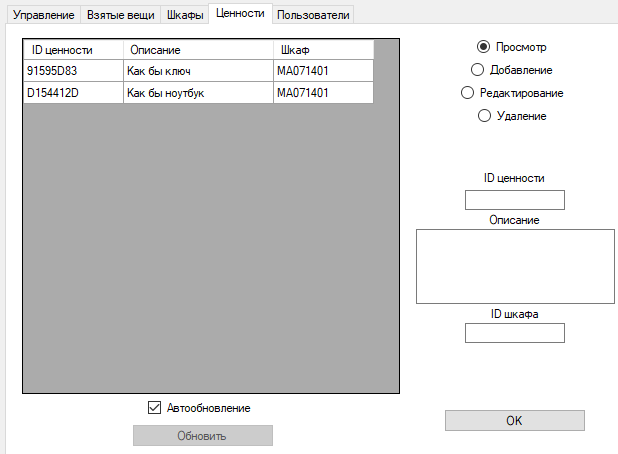 Управление Взятые вещи Шкафы Ценности Пользователи
ID ценности Описание Шкаф
91595D83 Как бы ключ MA071401
D154412D Как бы ноутбук MA071401
Просмотр
Добавление
Редактирование
Удаление
ID ценности
Описание
ID шкафа
Автообновление
Обновить
OK